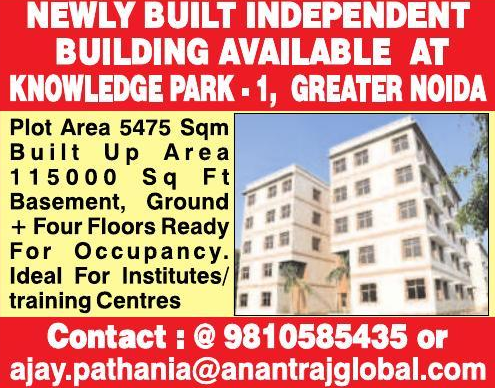 NEWLY BUILT INDEPENDENT
BUILDING AVAILABLE AT
KNOWLEDGE PARK - 1, GREATER NOIDA
Plot Area 5475 Sqm
Built Up Area
115000 Sq Ft
Basement, Ground
+ Four Floors Ready
For Occupancy.
Ideal For Institutes/
training Centres
Contact : @ 9810585435 or
ajay.pathania@anantrajglobal.com